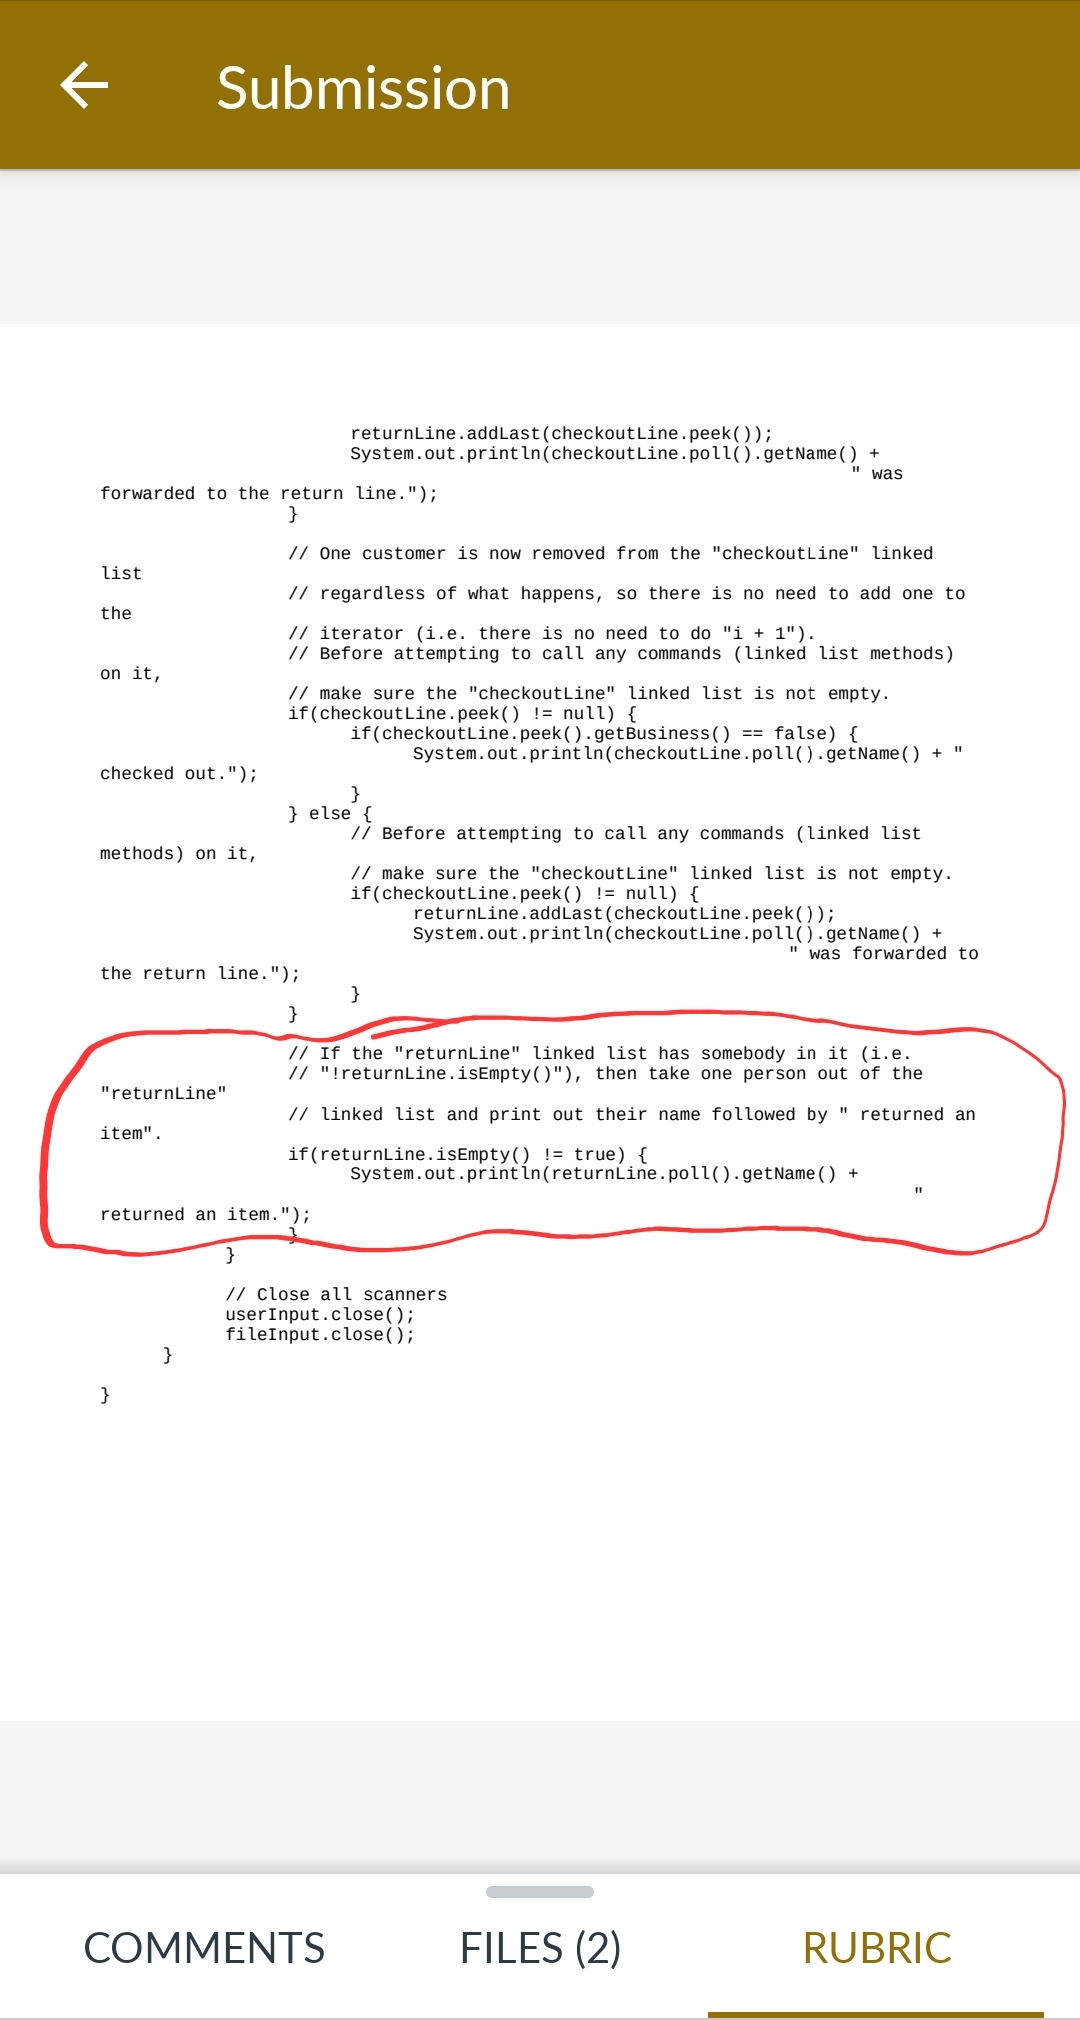 Submission
returnLine.addLast(checkoutLine.peek());
System.out.println(checkoutLine.poll().getName() +
" was
forwarded to the return line.");
}
// One customer is now removed from the "checkoutLine" linked
list
// regardless of what happens, so there is no need to add one to
the
// iterator (i.e. there is no need to do "i + 1").
// Before attempting to call any commands (linked list methods)
on it,
// make sure the "checkoutLine" linked list is not empty.
if(checkoutLine.peek() != null) {
if(checkoutLine.peek().getBusiness() == false) {
System.out.println(checkoutLine.poll().getName() + "
checked out.");
}
} else {
// Before attempting to call any commands (linked list
methods) on it,
// make sure the "checkoutLine" linked list is not empty.
if(checkoutLine.peek() != null) {
returnLine.addLast(checkoutLine.peek());
System.out.println(checkoutLine.poll().getName() +
" was forwarded to
the return line.");
}
}
// If the "returnLine" linked list has somebody in it (i.e.
// "!returnLine.isEmpty()"), then take one person out of the
"returnLine"
// linked list and print out their name followed by " returned an
item".
if(returnLine.isEmpty() != true) {
System.out.println(returnLine.poll().getName() +
"
returned an item.");
}
}
// Close all scanners
userInput.close();
fileInput.close();
}
}
COMMENTS
FILES (2)
RUBRIC